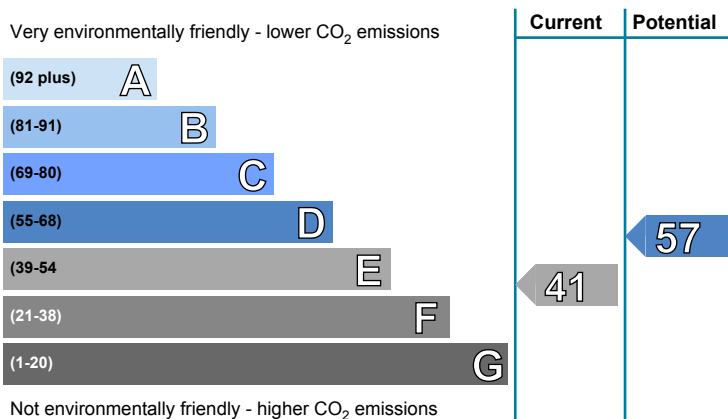 Current Potential
Very environmentally friendly - lower CO2 emissions
(92 plus) A
(81-91) B
(69-80) C
(55-68) D
57
(39-54 E
41
(21-38) F
(1-20) G
Not environmentally friendly - higher CO2 emissions